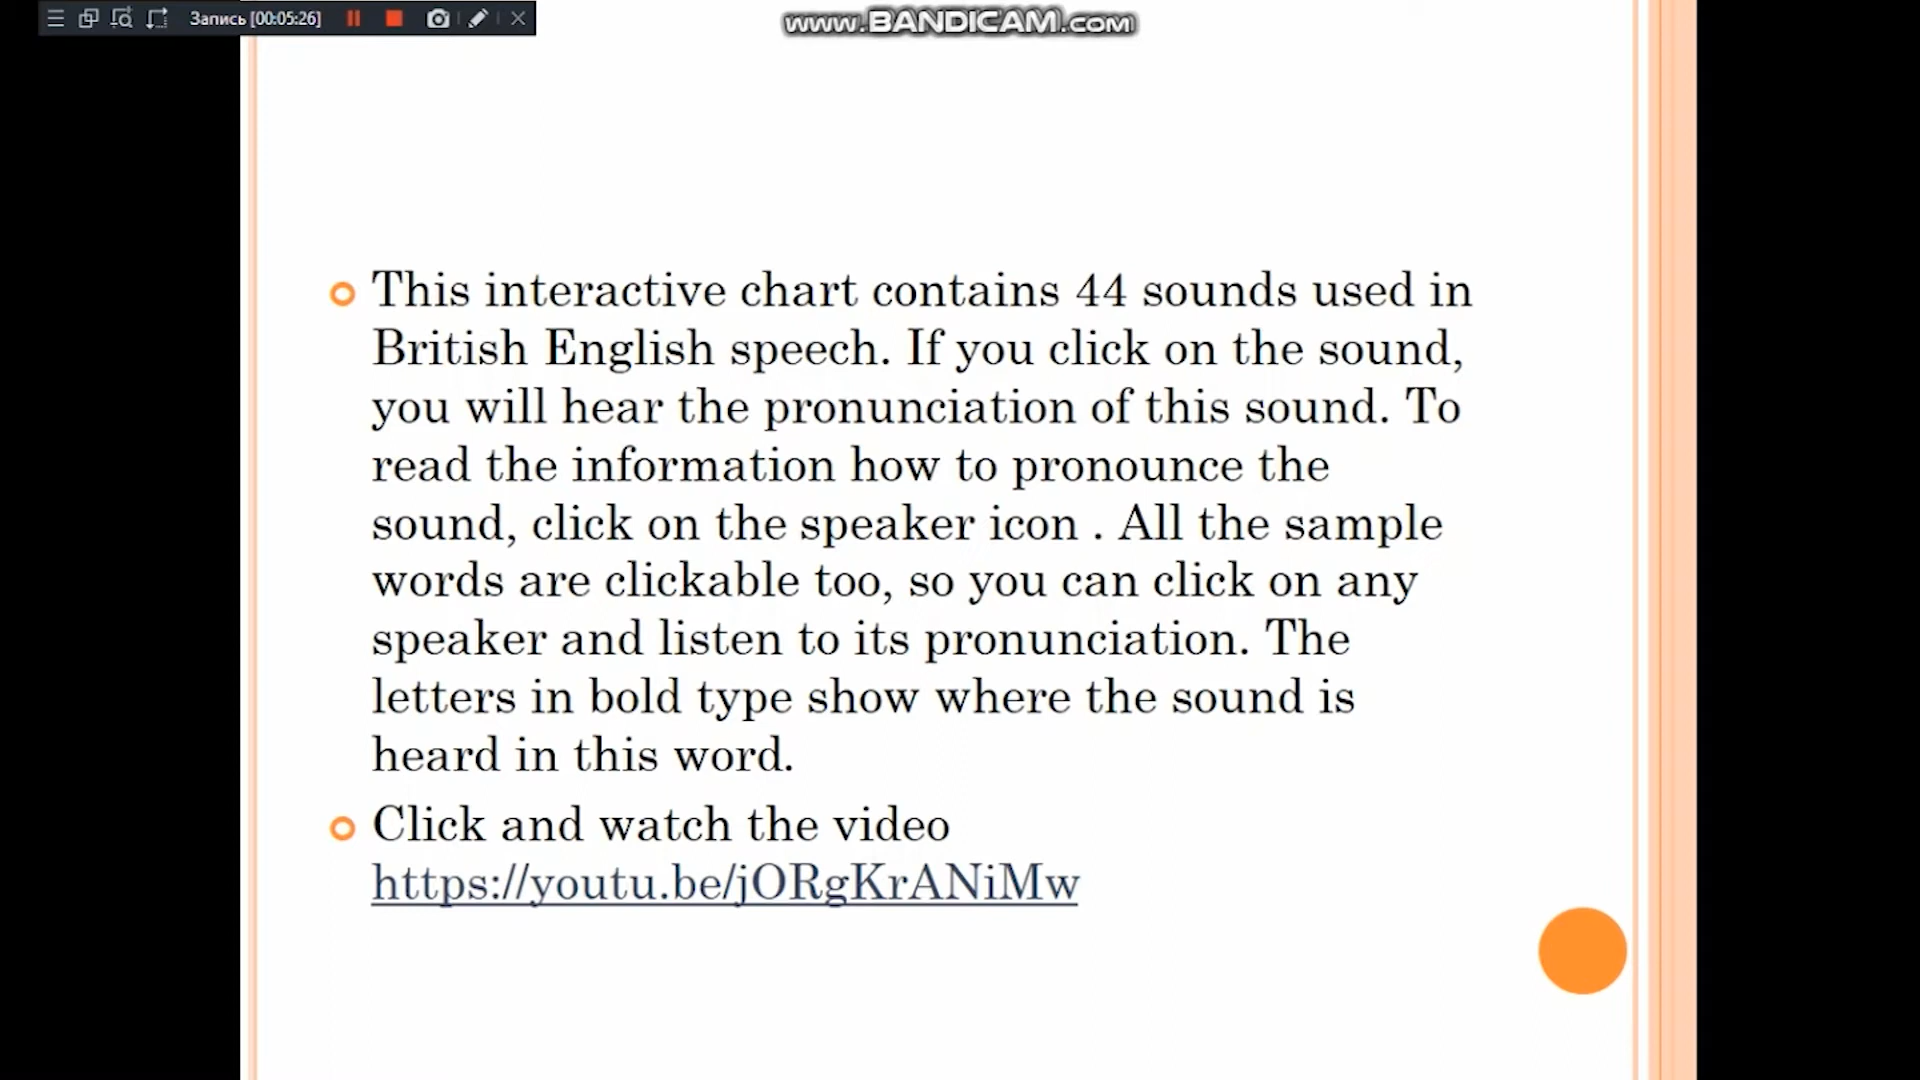 Запись [00:05:26]
www.BANDICAM.com
This interactive chart contains 44 sounds used in
British English speech. If you click on the sound,
you will hear the pronunciation of this sound. To
read the information how to pronounce the
sound, click on the speaker icon . All the sample
words are clickable too, so you can click on any
speaker and listen to its pronunciation. The
letters in bold type show where the sound is
heard in this word.
Click and watch the video
https://youtu.be/jORgKrANiMw